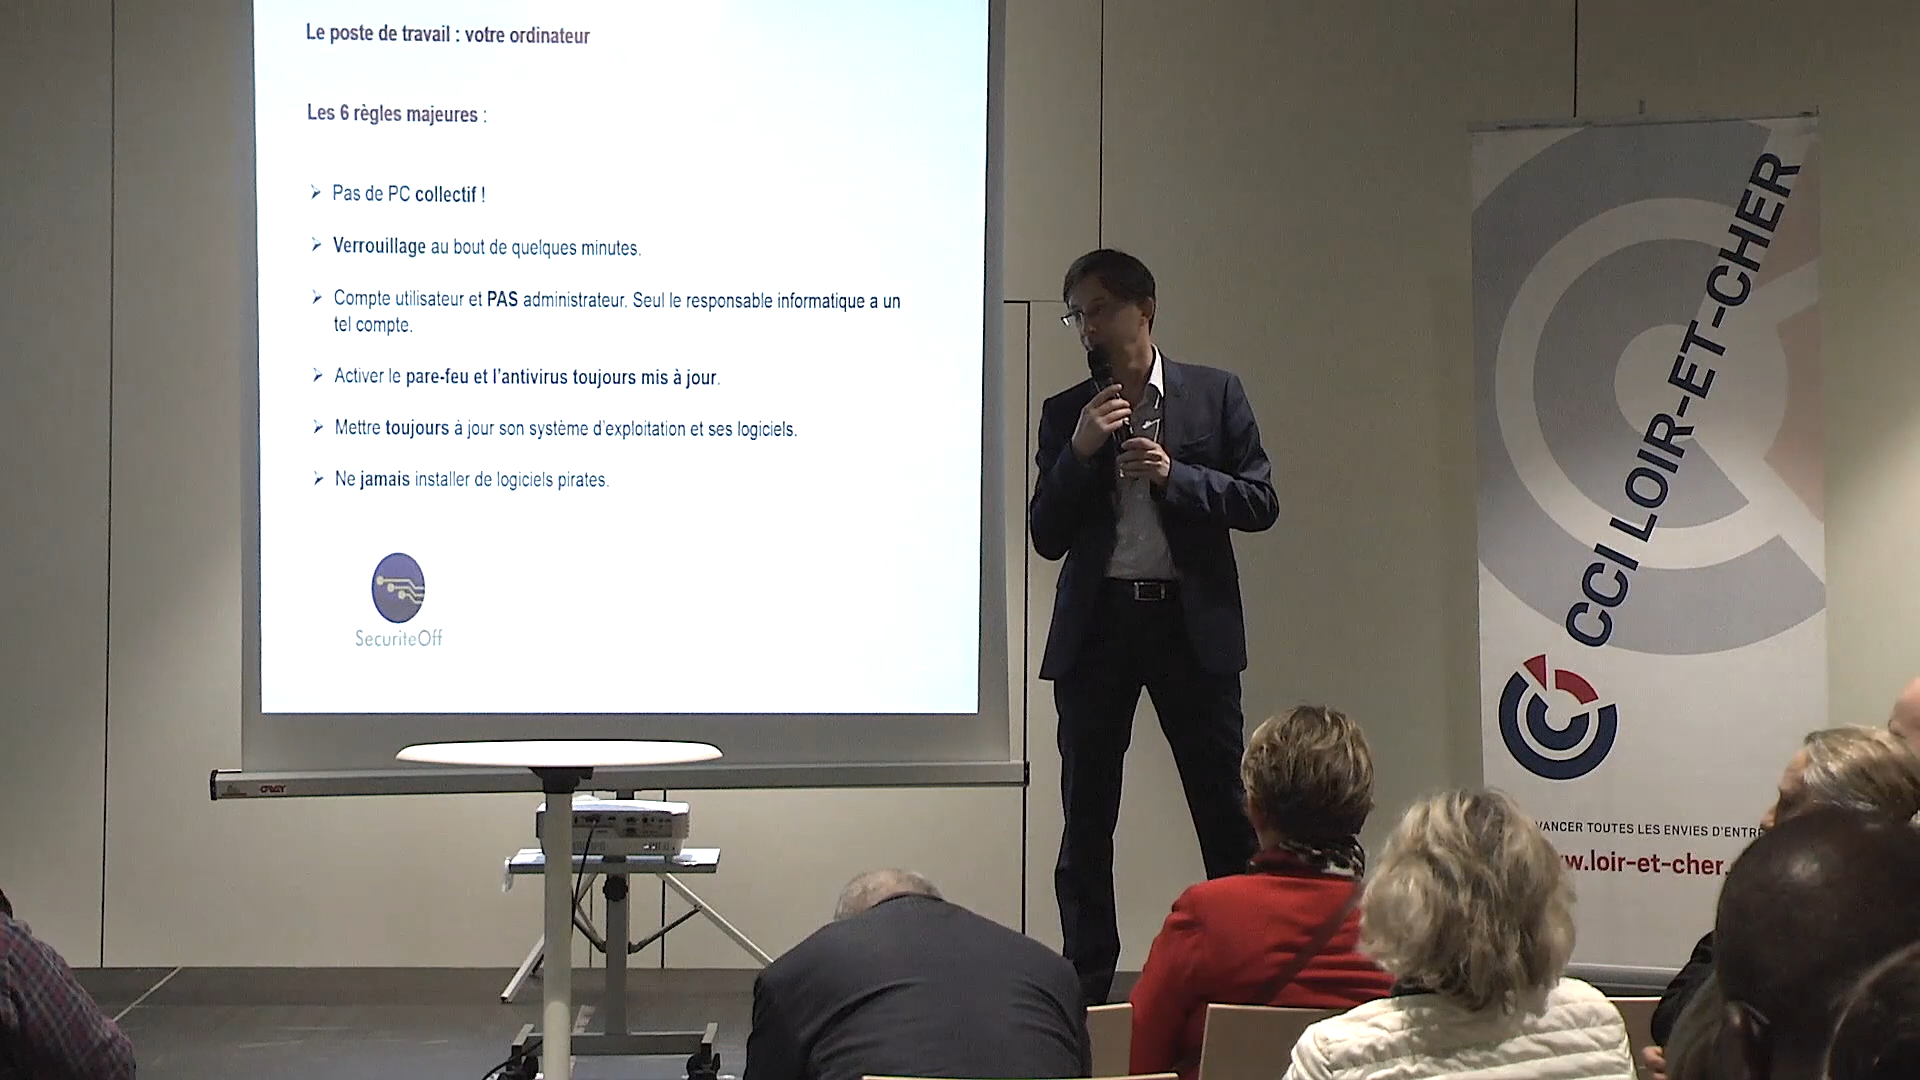 Le poste de travail : votre ordinateur
Les 6 règles majeures :
➢ Pas de PC collectif !
➢ Verrouillage au bout de quelques minutes.
➢ Compte utilisateur et PAS administrateur. Seul le responsable informatique a un
tel compte.
➢ Activer le pare-feu et l'antivirus toujours mis à jour.
➢ Mettre toujours à jour son système d'exploitation et ses logiciels.
➢ Ne jamais installer de logiciels pirates.
SecuriteOff
CCI LOIR-ET-CHER
VANCER TOUTES LES ENVIES D'ENTRE
w.loir-et-cher.